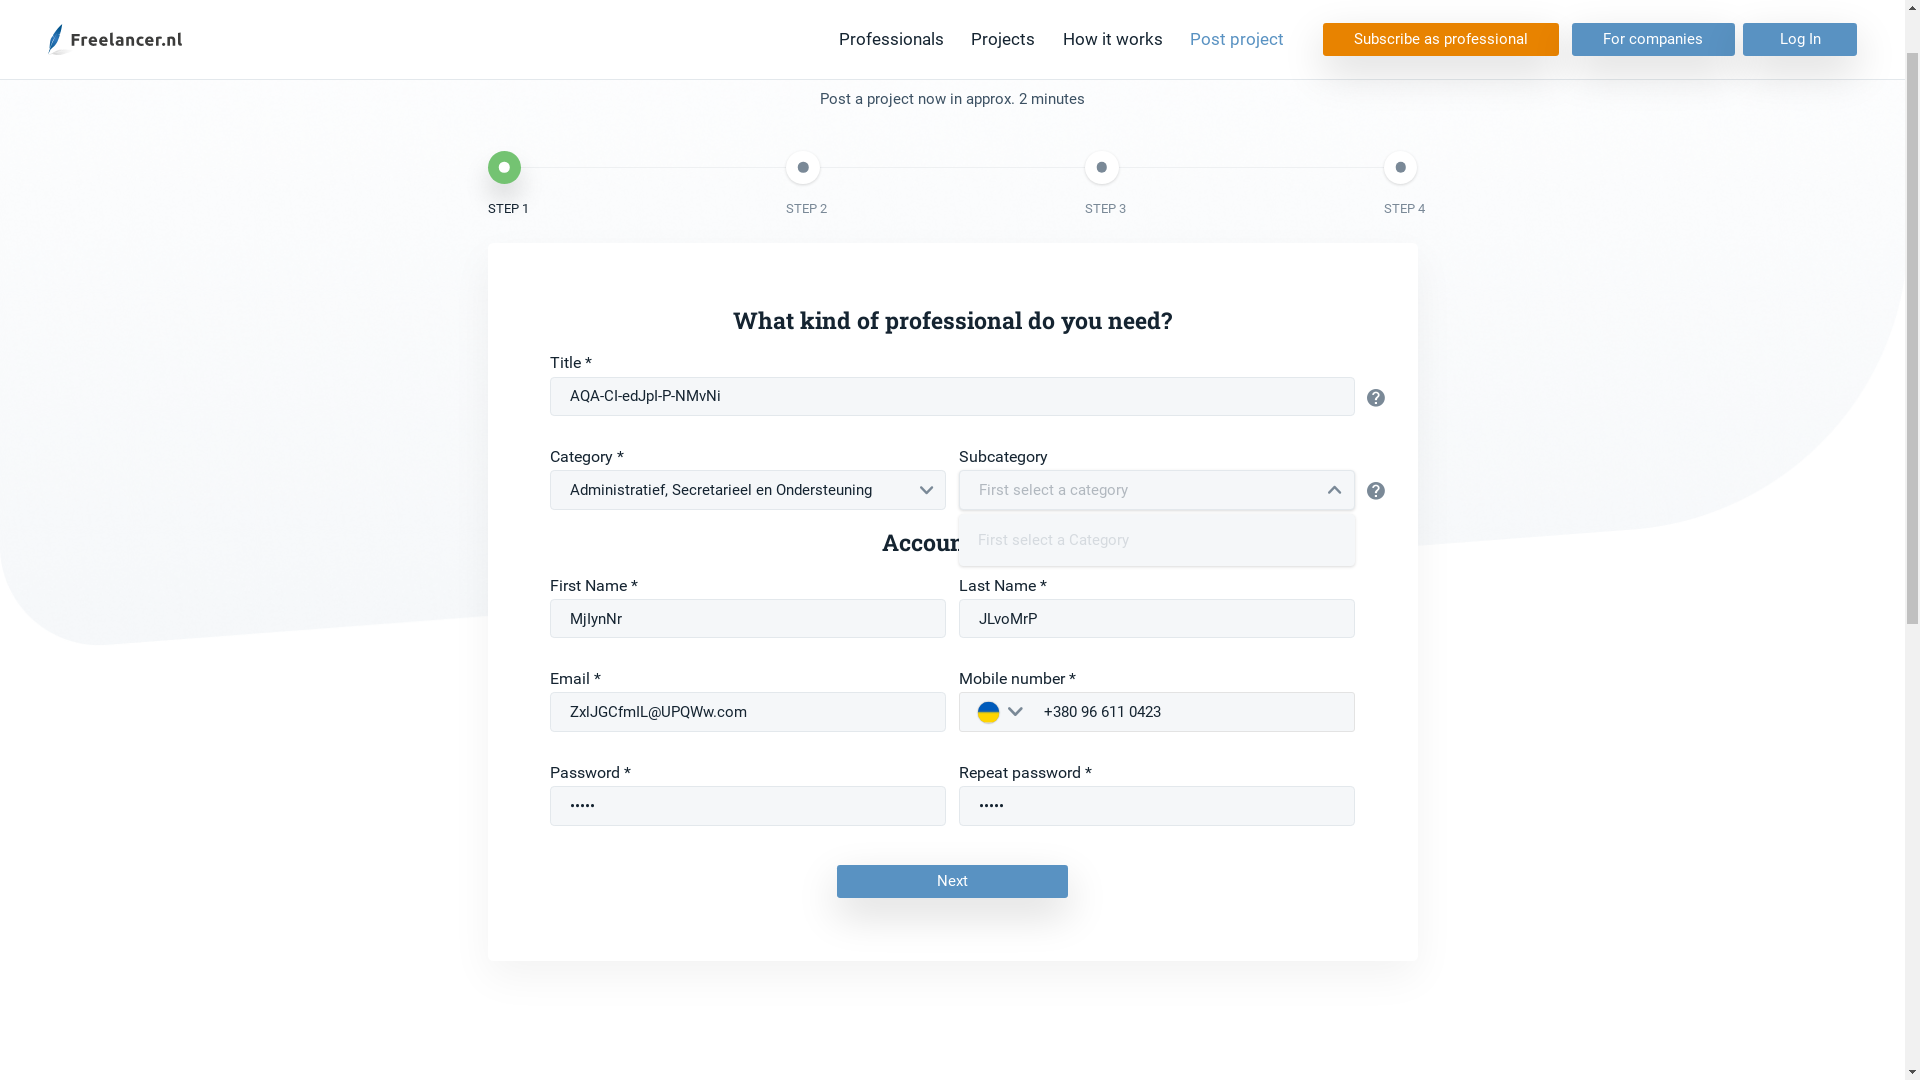 Freelancer.nl
Professionals
Projects
How it works
Post project
Subscribe as professional
For companies
Log In
Post a project now in approx. 2 minutes
STEP 1
STEP 2
STEP 3
STEP 4
What kind of professional do you need?
Title *
AQA-CI-edJpI-P-NMvNi
Category *
Subcategory
Administratief, Secretarieel en Ondersteuning
First select a category
First select a Category
Accoun
First Name *
Last Name *
MjIynNr
JLvoMrP
Email *
Mobile number *
ZxlJGCfmIL@UPQWw.com
+380 96 611 0423
Password *
Repeat password *
•••••
•••••
Next